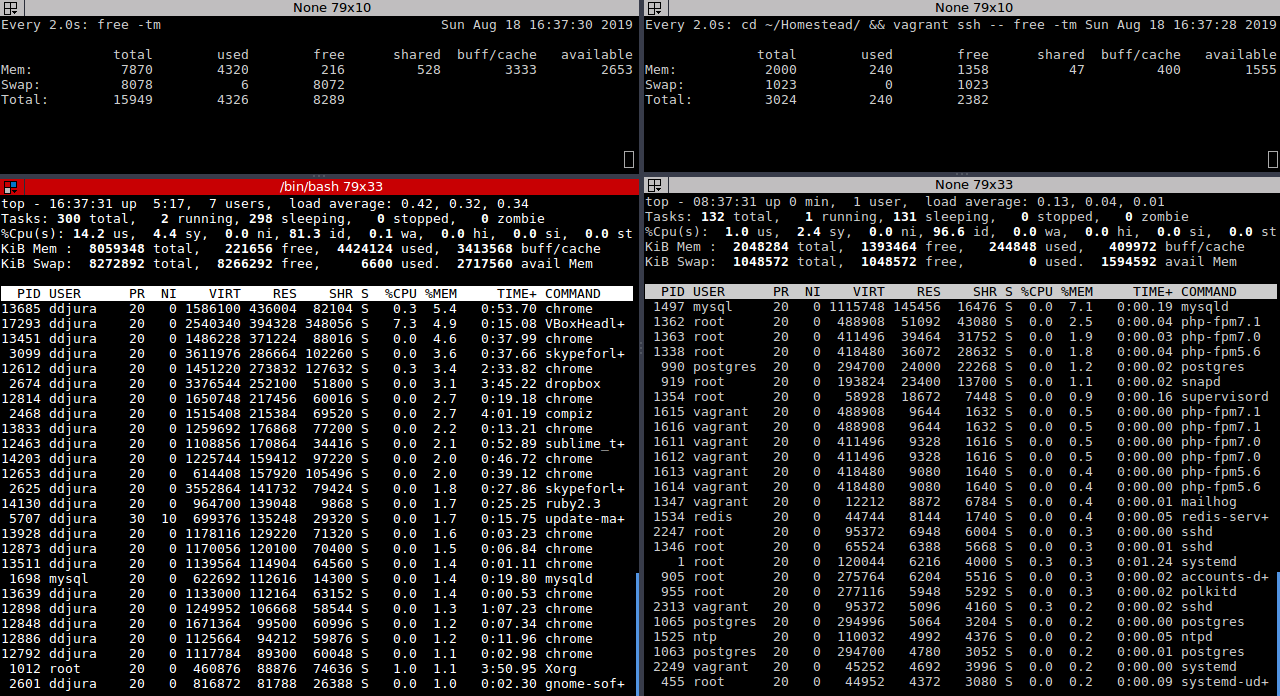 None 79x10
Every 2.0s: free -tm Sun Aug 18 16:37:30 2019
total used free shared buff/cache available
Mem: 7870 4320 216 528 3333 2653
Swap: 8078 6 8072
Total: 15949 4326 8289
None 79x10
Every 2.0s: cd ~/Homestead/ && vagrant ssh -- free -tm Sun Aug 18 16:37:28 2019
total used free shared buff/cache available
Mem: 2000 240 1358 47 400 1555
Swap: 1023 0 1023
Total: 3024 240 2382
/bin/bash 79x33
top - 16:37:31 up 5:17, 7 users, load average: 0.42, 0.32, 0.34
Tasks: 300 total, 2 running, 298 sleeping, 0 stopped, 0 zombie
%Cpu(s): 14.2 us, 4.4 sy, 0.0 ni, 81.3 id, 0.1 wa, 0.0 hi, 0.0 si, 0.0 st
KiB Mem : 8059348 total, 221656 free, 4424124 used, 3413568 buff/cache
KiB Swap: 8272892 total, 8266292 free, 6600 used. 2717560 avail Mem
PID USER PR NI VIRT RES SHR S %CPU %MEM TIME+ COMMAND
13685 ddjura 20 0 1586100 436004 82104 S 0.3 5.4 0:53.70 chrome
17293 ddjura 20 0 2540340 394328 348056 S 7.3 4.9 0:15.08 VBoxHeadl+
13451 ddjura 20 0 1486228 371224 88016 S 0.0 4.6 0:37.99 chrome
3099 ddjura 20 0 3611976 286664 102260 S 0.0 3.6 0:37.66 skypeforl+
12612 ddjura 20 0 1451220 273832 127632 S 0.3 3.4 2:33.82 chrome
2674 ddjura 20 0 3376544 252100 51800 S 0.0 3.1 3:45.22 dropbox
12814 ddjura 20 0 1650748 217456 60016 S 0.0 2.7 0:19.18 chrome
2468 ddjura 20 0 1515408 215384 69520 S 0.0 2.7 4:01.19 compiz
13833 ddjura 20 0 1259692 176868 77200 S 0.0 2.2 0:13.21 chrome
12463 ddjura 20 0 1108856 170864 34416 S 0.0 2.1 0:52.89 sublime_t+
14203 ddjura 20 0 1225744 159412 97220 S 0.0 2.0 0:46.72 chrome
12653 ddjura 20 0 614408 157920 105496 S 0.0 2.0 0:39.12 chrome
2625 ddjura 20 0 3552864 141732 79424 S 0.0 1.8 0:27.86 skypeforl+
14130 ddjura 20 0 964700 139048 9868 S 0.0 1.7 0:25.25 ruby2.3
5707 ddjura 30 10 699376 135248 29320 S 0.0 1.7 0:15.75 update-ma+
13928 ddjura 20 0 1178116 129220 71320 S 0.0 1.6 0:03.23 chrome
12873 ddjura 20 0 1170056 120100 70400 S 0.0 1.5 0:06.84 chrome
13511 ddjura 20 0 1139564 114904 64560 S 0.0 1.4 0:01.11 chrome
1698 mysql 20 0 622692 112616 14300 S 0.0 1.4 0:19.80 mysqld
13639 ddjura 20 0 1133000 112164 63152 S 0.0 1.4 0:00.53 chrome
12898 ddjura 20 0 1249952 106668 58544 S 0.0 1.3 1:07.23 chrome
12848 ddjura 20 0 1671364 99500 60996 S 0.0 1.2 0:07.34 chrome
12886 ddjura 20 0 1125664 94212 59876 S 0.0 1.2 0:11.96 chrome
12792 ddjura 20 0 1117784 89300 60048 S 0.0 1.1 0:02.98 chrome
1012 root 20 0 460876 88876 74636 S 1.0 1.1 3:50.95 Xorg
2601 ddjura 20 0 816872 81788 26388 S 0.0 1.0 0:02.30 gnome-sof+
None 79x33
top - 08:37:31 up 0 min, 1 user, load average: 0.13, 0.04, 0.01
Tasks: 132 total, 1 running, 131 sleeping, 0 stopped, 0 zombie
%Cpu(s): 1.0 us, 2.4 sy, 0.0 ni, 96.6 id, 0.0 wa, 0.0 hi, 0.0 si, 0.0 st
KiB Mem : 2048284 total, 1393464 free, 244848 used, 409972 buff/cache
KiB Swap: 1048572 total, 1048572 free, 0 used. 1594592 avail Mem
PID USER PR NI VIRT RES SHR S %CPU %MEM TIME+ COMMAND
1497 mysql 20 0 1115748 145456 16476 S 0.0 7.1 0:00.19 mysqld
1362 root 20 0 488908 51092 43080 S 0.0 2.5 0:00.04 php-fpm7.1
1363 root 20 0 411496 39464 31752 S 0.0 1.9 0:00.03 php-fpm7.0
1338 root 20 0 418480 36072 28632 S 0.0 1.8 0:00.04 php-fpm5.6
990 postgres 20 0 294700 24000 22268 S 0.0 1.2 0:00.02 postgres
919 root 20 0 193824 23400 13700 S 0.0 1.1 0:00.02 snapd
1354 root 20 0 58928 18672 7448 S 0.0 0.9 0:00.16 supervisord
1615 vagrant 20 0 488908 9644 1632 S 0.0 0.5 0:00.00 php-fpm7.1
1616 vagrant 20 0 488908 9644 1632 S 0.0 0.5 0:00.00 php-fpm7.1
1611 vagrant 20 0 411496 9328 1616 S 0.0 0.5 0:00.00 php-fpm7.0
1612 vagrant 20 0 411496 9328 1616 S 0.0 0.5 0:00.00 php-fpm7.0
1613 vagrant 20 0 418480 9080 1640 S 0.0 0.4 0:00.00 php-fpm5.6
1614 vagrant 20 0 418480 9080 1640 S 0.0 0.4 0:00.00 php-fpm5.6
1347 vagrant 20 0 12212 8872 6784 S 0.0 0.4 0:00.01 mailhog
1534 redis 20 0 44744 8144 1740 S 0.0 0.4 0:00.05 redis-serv+
2247 root 20 0 95372 6948 6004 S 0.0 0.3 0:00.00 sshd
1346 root 20 0 65524 6388 5668 S 0.0 0.3 0:00.01 sshd
1 root 20 0 120044 6216 4000 S 0.3 0.3 0:01.24 systemd
905 root 20 0 275764 6204 5516 S 0.0 0.3 0:00.02 accounts-d+
955 root 20 0 277116 5948 5292 S 0.0 0.3 0:00.02 polkitd
2313 vagrant 20 0 95372 5096 4160 S 0.3 0.2 0:00.02 sshd
1065 postgres 20 0 294996 5064 3204 S 0.0 0.2 0:00.00 postgres
1525 ntp 20 0 110032 4992 4376 S 0.0 0.2 0:00.05 ntpd
1063 postgres 20 0 294700 4780 3052 S 0.0 0.2 0:00.01 postgres
2249 vagrant 20 0 45252 4692 3996 S 0.0 0.2 0:00.00 systemd
455 root 20 0 44952 4372 3080 S 0.0 0.2 0:00.09 systemd-ud+